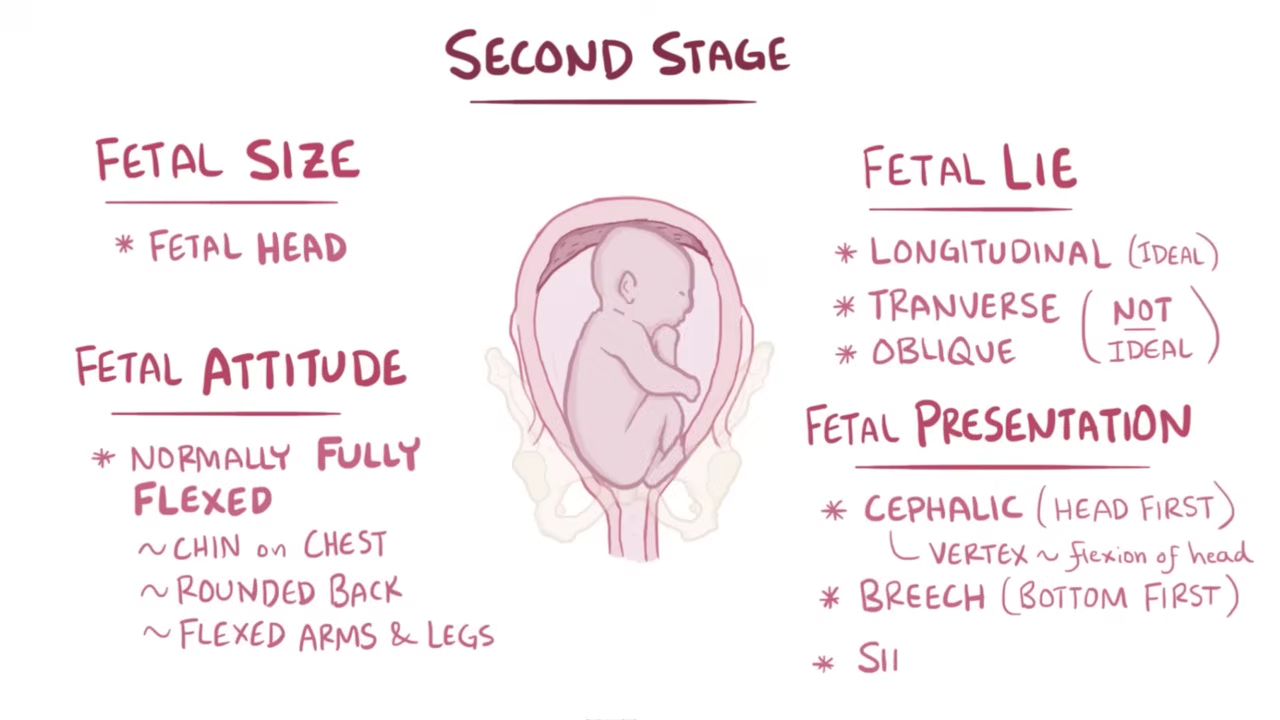 SECOND STAGE
FETAL SIZE
* FETAL HEAD
FETAL ATTITUDE
* NORMALLY FULLY
FLEXED
~ CHIN on CHEST
~ ROUNDED BACK
~ FLEXED ARMS & LEGS
FETAL LIE
* LONGITUDINAL (IDEAL)
* TRANVERSE (NOT
* OBLIQUE IDEAL)
FETAL PRESENTATION
* CEPHALIC (HEAD FIRST)
VERTEX ~ flexion of head
* BREECH (BOTTOM FIRST)